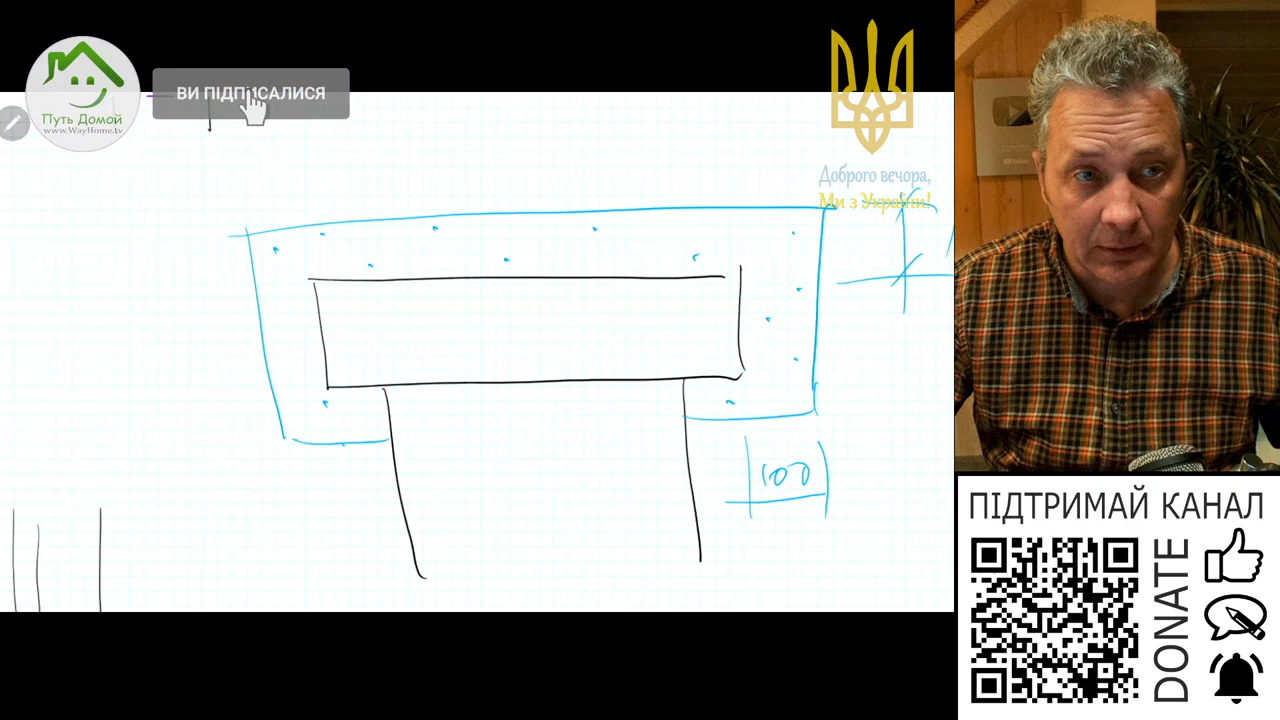 ВИ ПІДПИСАЛИСЯ
Путь Домой
www.WayHome.tv
Доброго вечора,
Ми з України!
100
ПІДТРИМАЙ КАНАЛ
DONATE